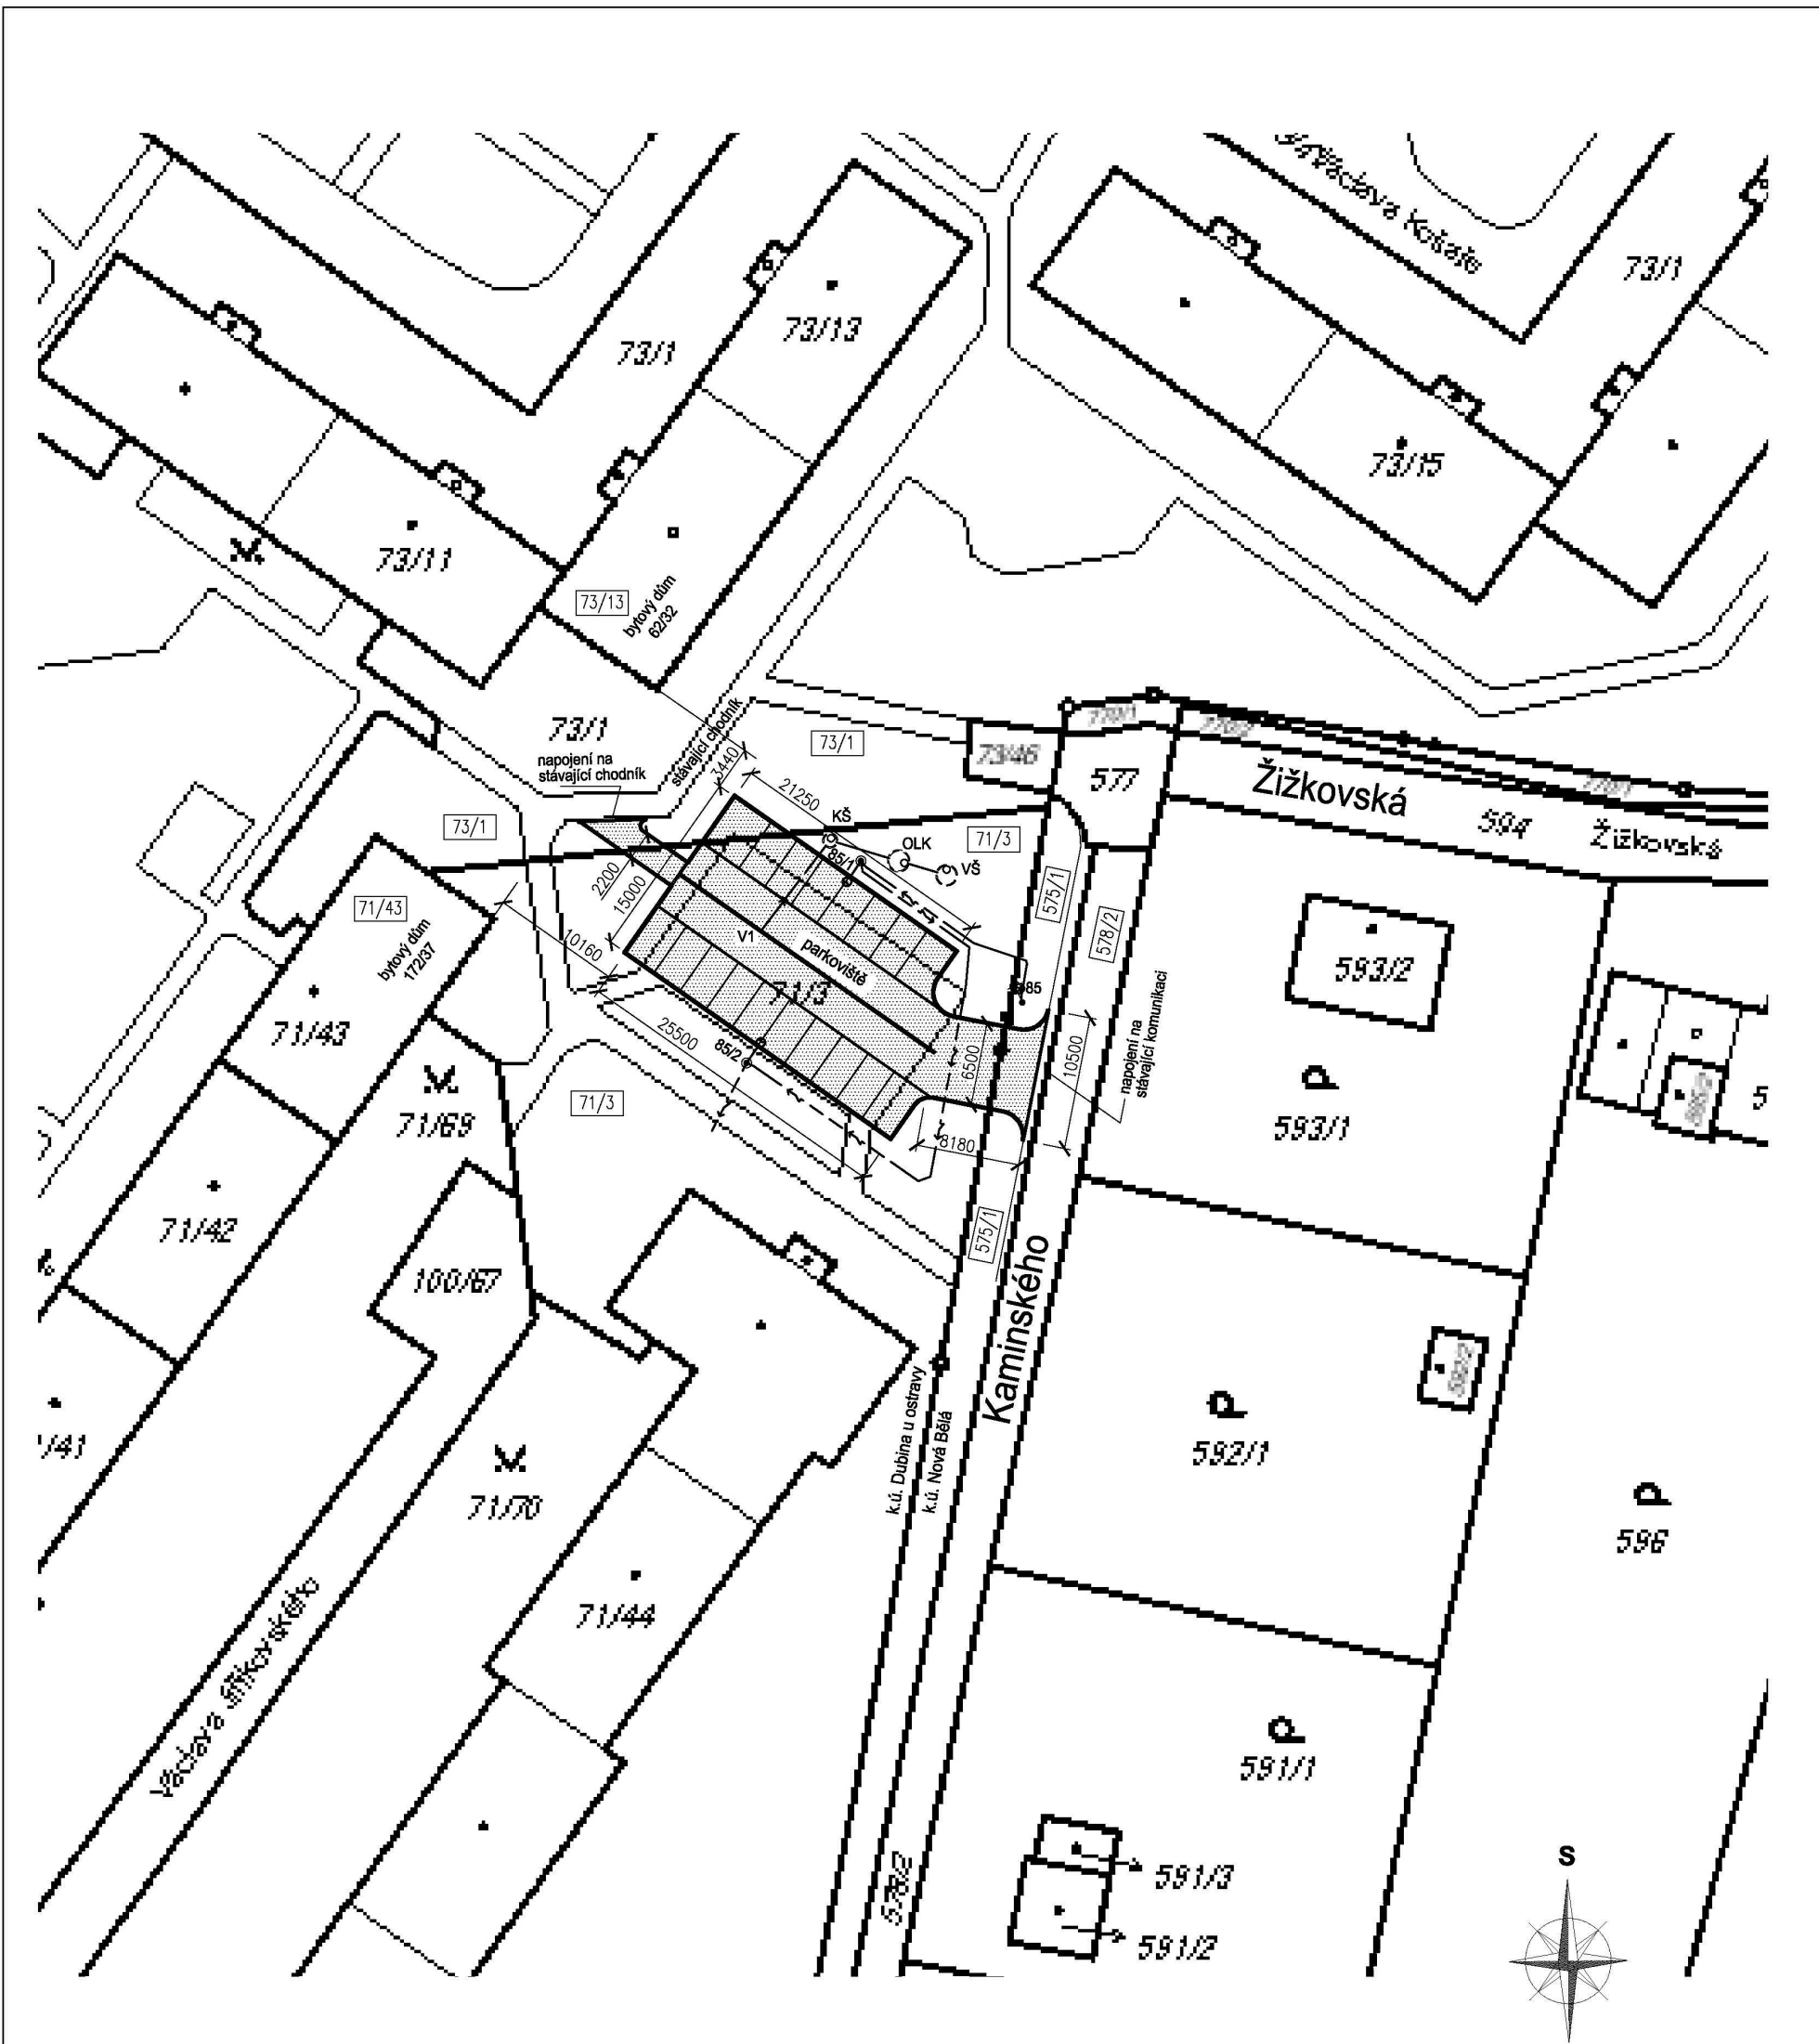 73/1
73/13
73/1
73/15
73/11
73/13
bytový dům
62/32
73/1
napojení na
stávající chodník
stávající chodník
73/1
73/46
770/1
577
Žižkovská
594
Žižkovská
3440
21250
KŠ
OLK
VŠ
71/3
85/1
73/1
2200
15000
10160
71/43
bytový dům
172/37
V1
parkoviště
71/3
575/1
578/2
593/2
71/43
25500
85/2
6500
10500
napojení na
stávající komunikaci
593/1
71/69
71/3
8180
71/42
575/1
100/67
Kaminského
k.ú. Dubina u ostravy
k.ú. Nová Bělá
592/1
596
71/70
71/44
591/1
578/2
591/3
591/2
S